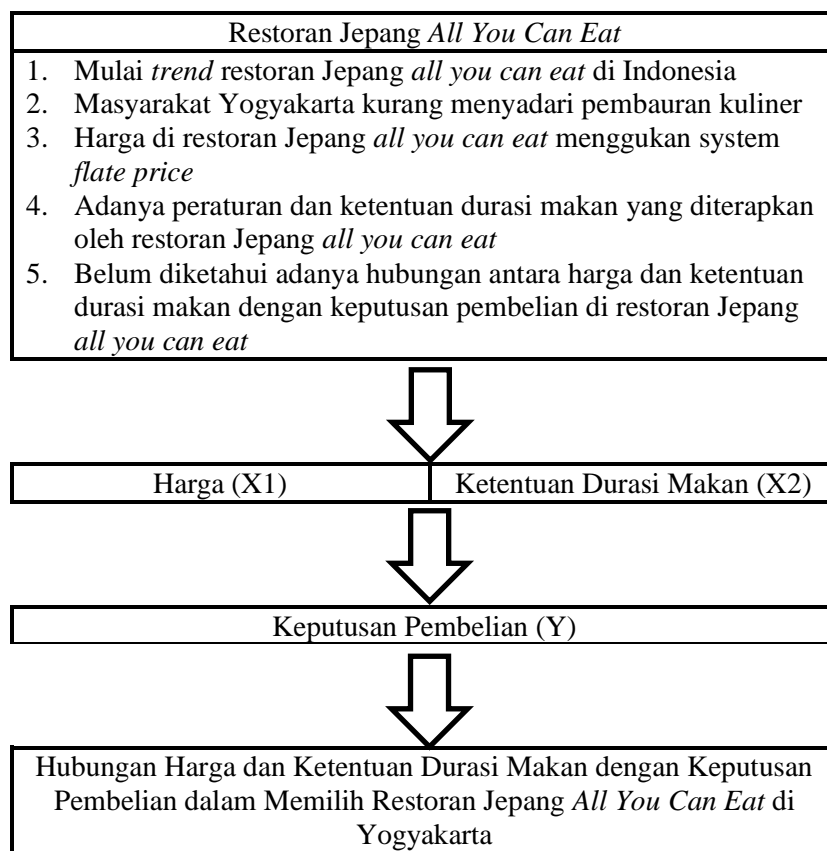 Restoran Jepang All You Can Eat
1. Mulai trend restoran Jepang all you can eat di Indonesia
2. Masyarakat Yogyakarta kurang menyadari pembauran kuliner
3. Harga di restoran Jepang all you can eat menggukan system
flate price
4. Adanya peraturan dan ketentuan durasi makan yang diterapkan
oleh restoran Jepang all you can eat
5. Belum diketahui adanya hubungan antara harga dan ketentuan
durasi makan dengan keputusan pembelian di restoran Jepang
all you can eat
Harga (X1)
Ketentuan Durasi Makan (X2)
Keputusan Pembelian (Y)
Hubungan Harga dan Ketentuan Durasi Makan dengan Keputusan
Pembelian dalam Memilih Restoran Jepang All You Can Eat di
Yogyakarta